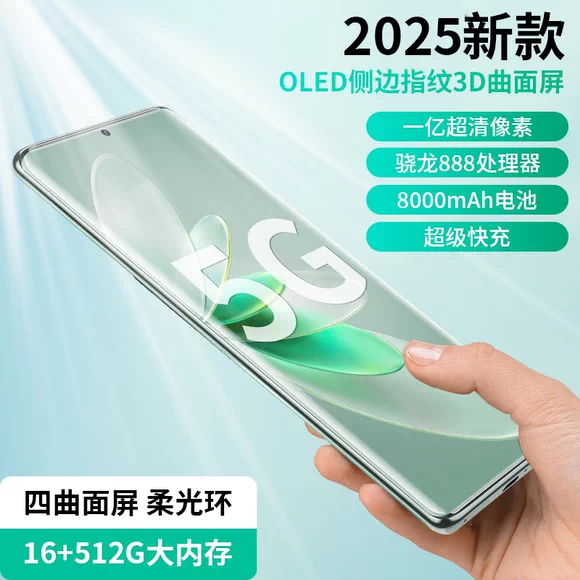 2025新款
OLED侧边指纹3D曲面屏
一亿超清像素
骁龙888处理器
8000mAh电池
超级快充
5G
四曲面屏 柔光环
16+512G大内存